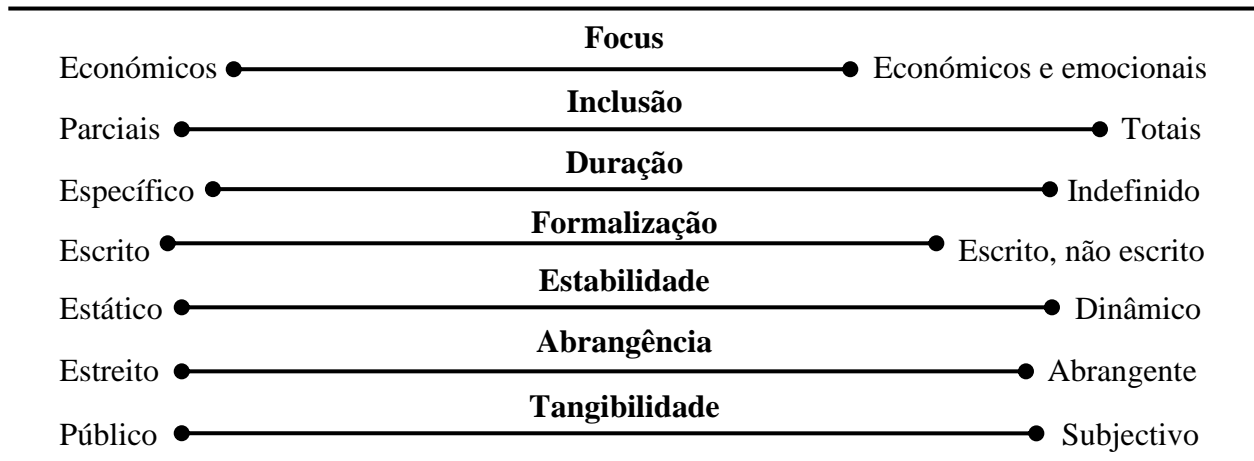 Focus
Económicos Económicos e emocionais
Inclusão
Parciais Totais
Duração
Específico Indefinido
Formalização
Escrito Escrito, não escrito
Estabilidade
Estático Dinâmico
Abrangência
Estreito Abrangente
Tangibilidade
Público Subjectivo